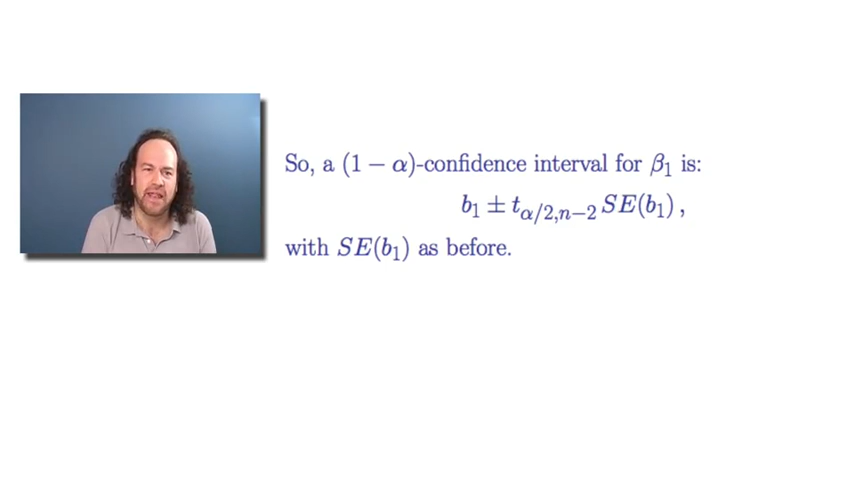 So, a (1 − α)-confidence interval for β₁ is:
b₁ ± t_{α/2,n−2} SE(b₁) ,
with SE(b₁) as before.